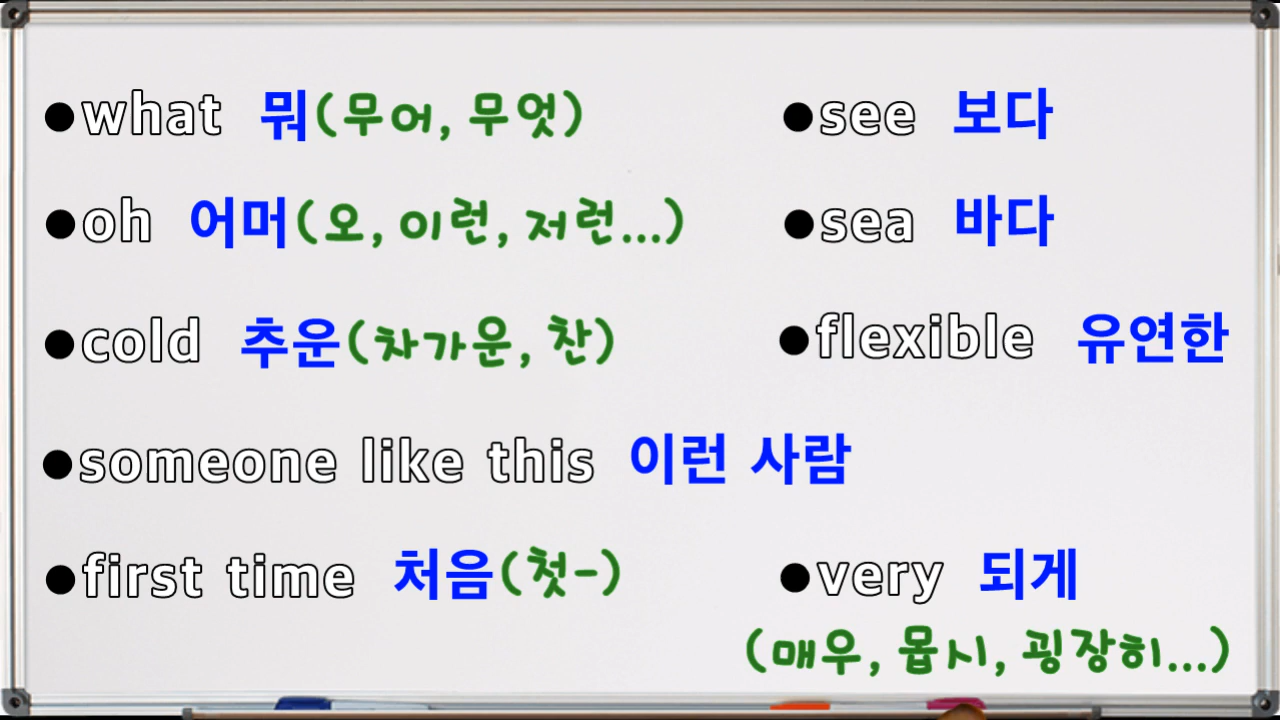 ●what 뭐(무어, 무엇) ●see 보다
●oh 어머(오, 이런, 저런...) ●sea 바다
●cold 추운(차가운, 찬) ●flexible 유연한
●someone like this 이런 사람
●first time 처음(첫-) ●very 되게
(매우, 몹시, 굉장히...)